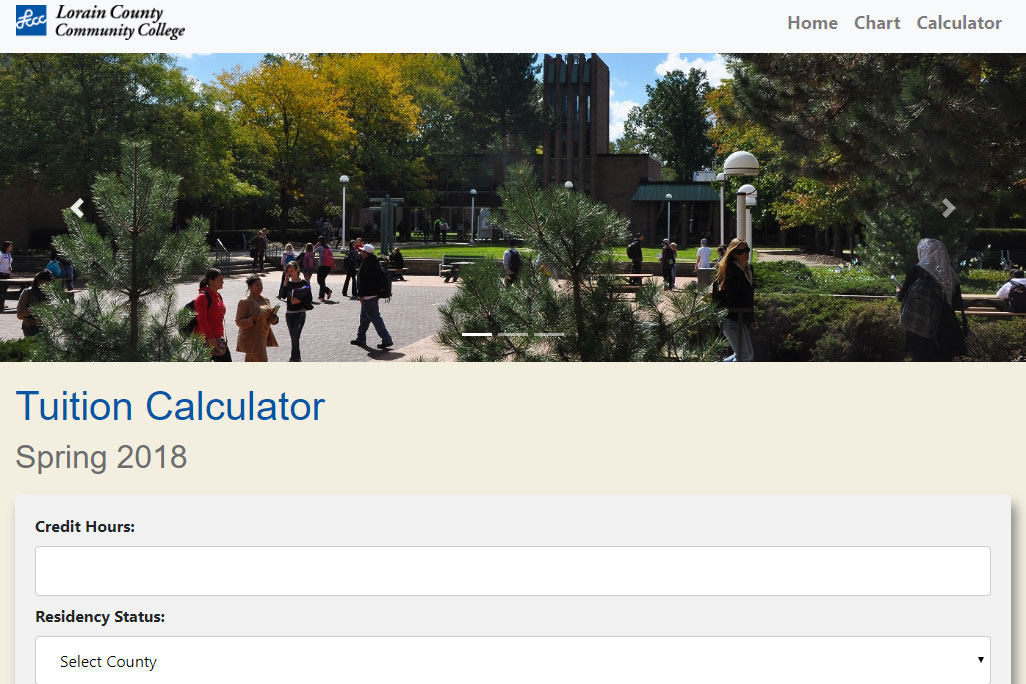 lccc
Lorain County
Community College
Home Chart Calculator
Tuition Calculator
Spring 2018
Credit Hours:
Residency Status:
Select County